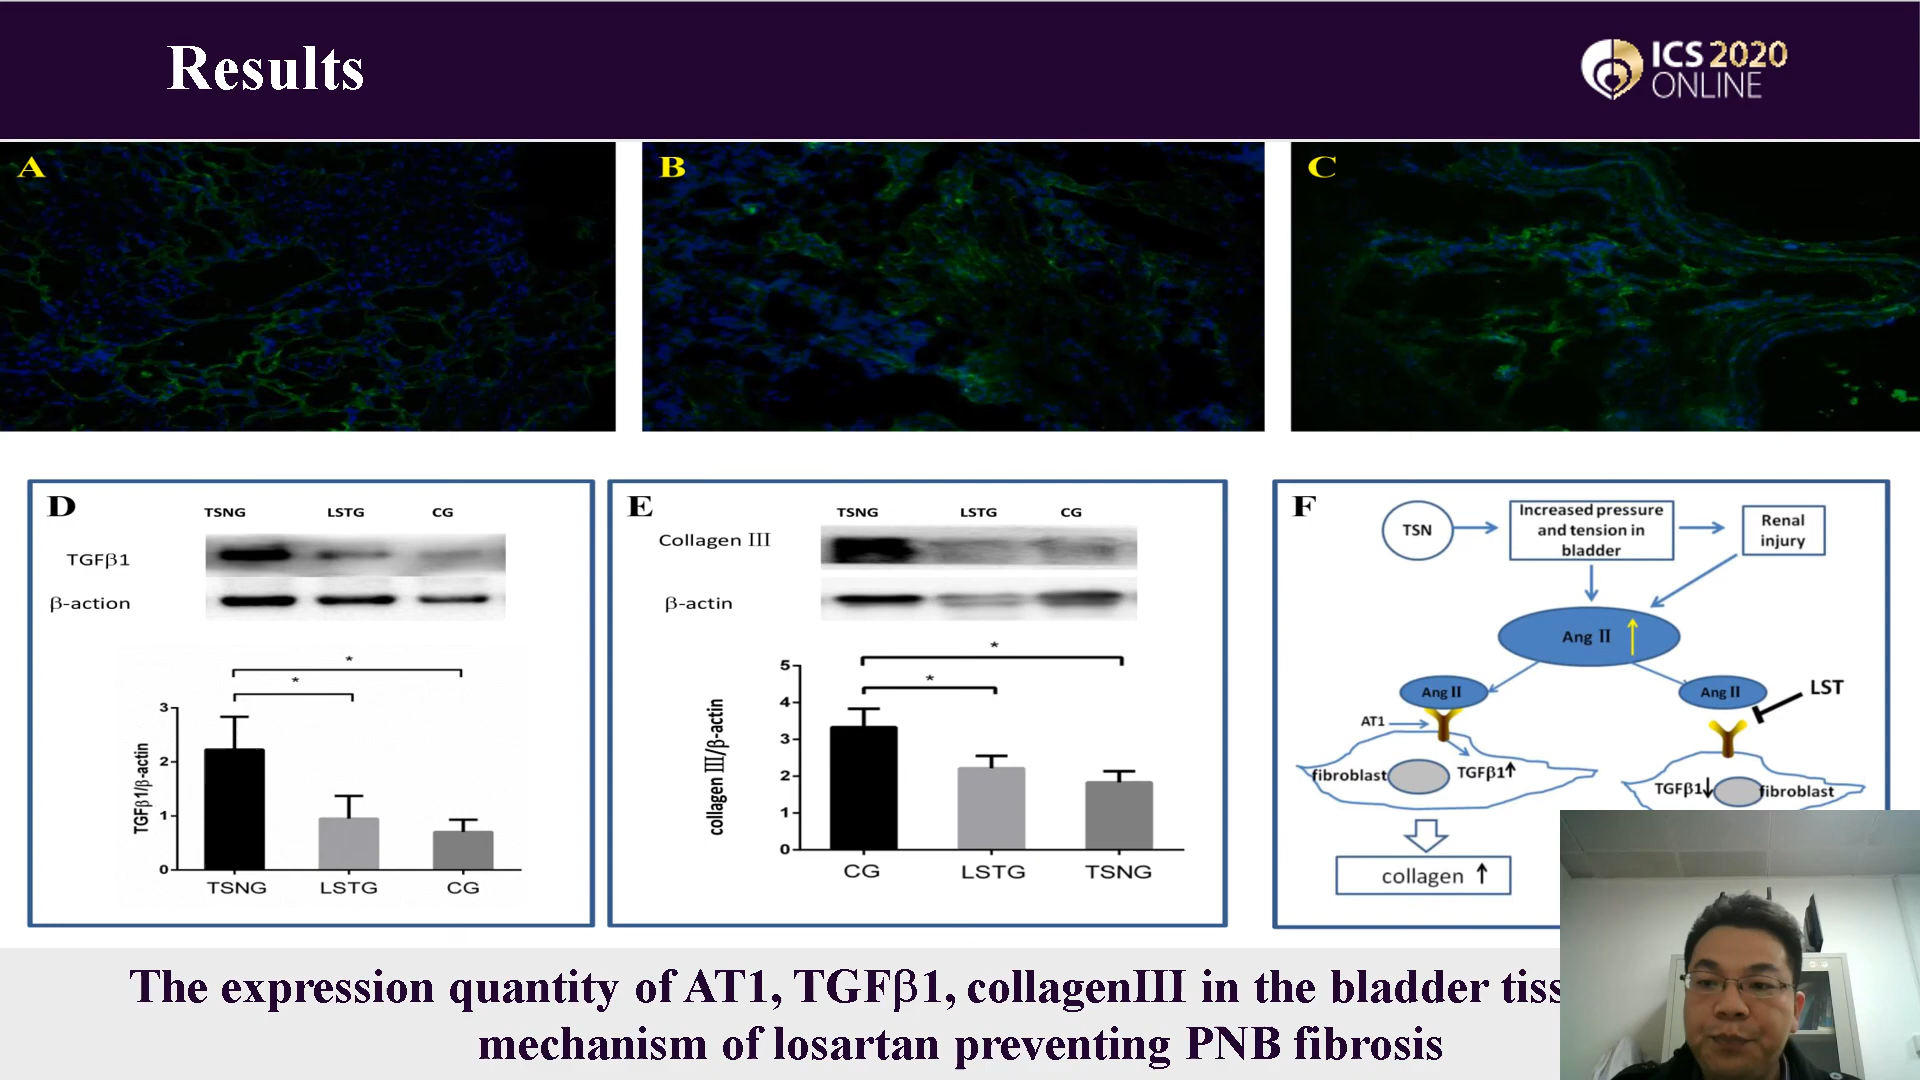 Results
ICS 2020
ONLINE
A
B
C
D
TSNG LSTG CG
TGFβ1
β-action
*
*
TGFβ1/β-actin
3
2
1
0
TSNG LSTG CG
E
TSNG LSTG CG
Collagen III
β-actin
*
*
collagen III/β-actin
5
4
3
2
1
0
CG LSTG TSNG
F
TSN
Increased pressure
and tension in
bladder
Renal
injury
Ang II ↑
Ang II
Ang II
LST
AT1
fibroblast
TGFβ1↑
TGFβ1↓
fibroblast
collagen ↑
The expression quantity of AT1, TGFβ1, collagenIII in the bladder tiss
mechanism of losartan preventing PNB fibrosis